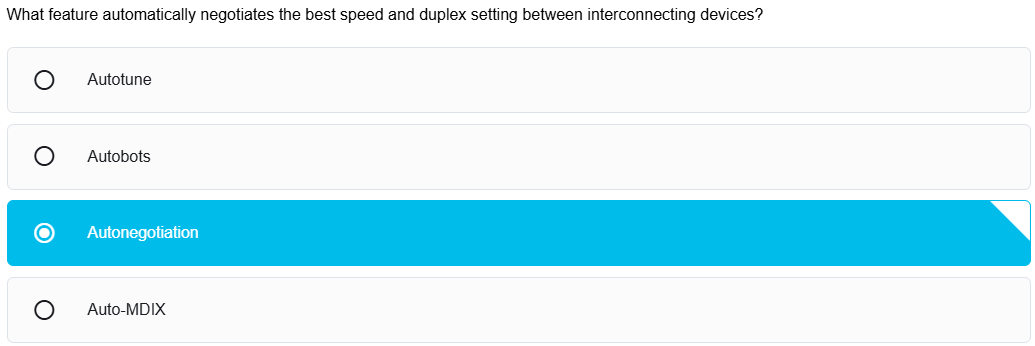 What feature automatically negotiates the best speed and duplex setting between interconnecting devices?
Autotune
Autobots
Autonegotiation
Auto-MDIX